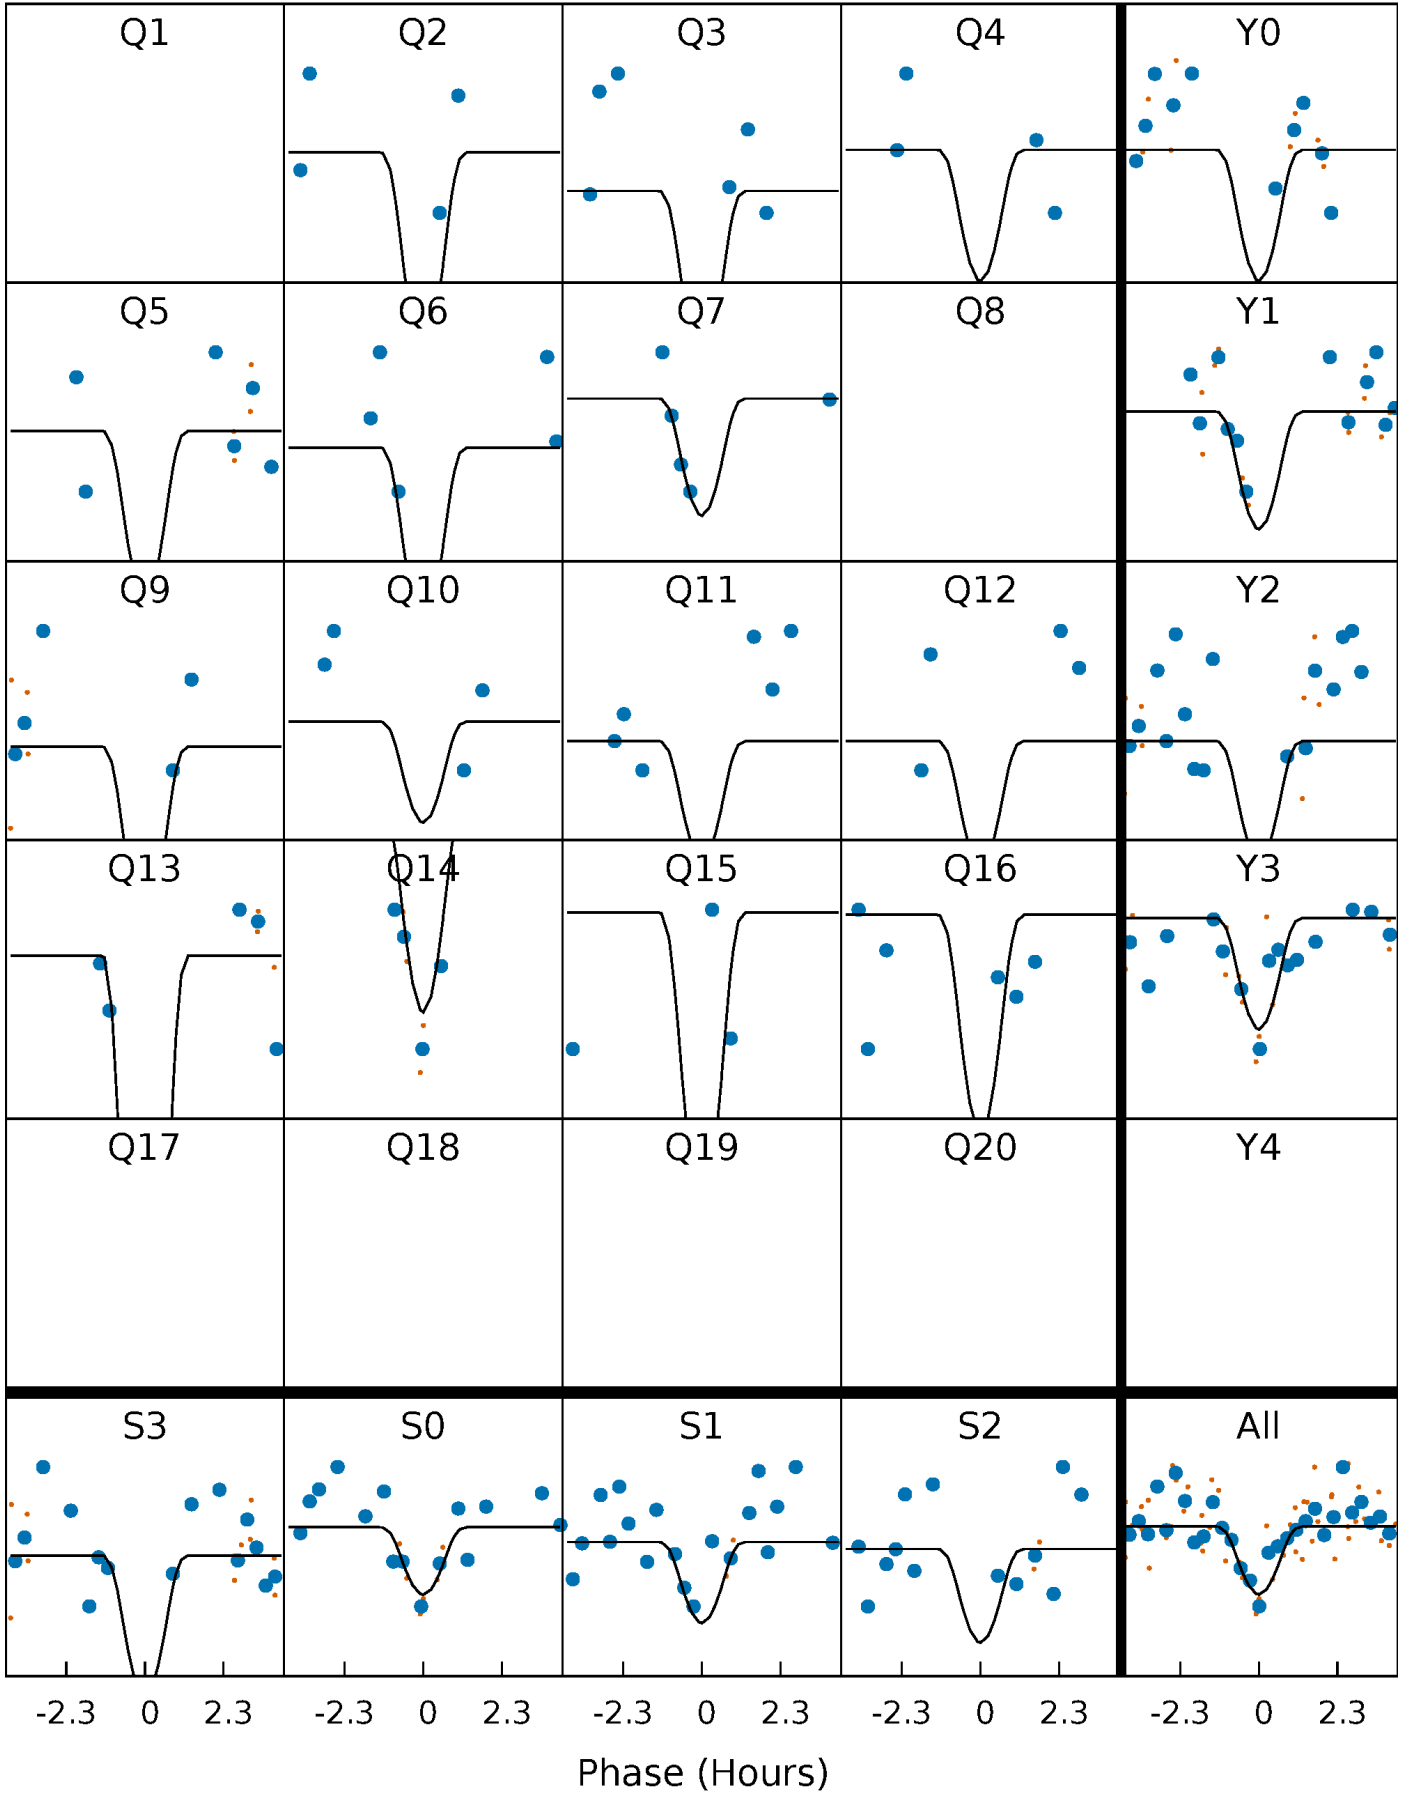 Q1 Q2 Q3 Q4 Y0
Q5 Q6 Q7 Q8 Y1
Q9 Q10 Q11 Q12 Y2
Q13 Q14 Q15 Q16 Y3
Q17 Q18 Q19 Q20 Y4
S3 S0 S1 S2 All
-2.3 0 2.3 -2.3 0 2.3 -2.3 0 2.3 -2.3 0 2.3 -2.3 0 2.3
Phase (Hours)